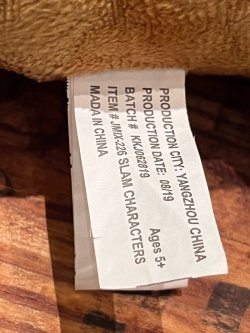 PRODUCTION CITY: YANGZHOU CHINA
PRODUCTION DATE: 08/19
BATCH # KKJ062819 Ages 5+
ITEM # JMIX-226 SLAM CHARACTERS
MADE IN CHINA